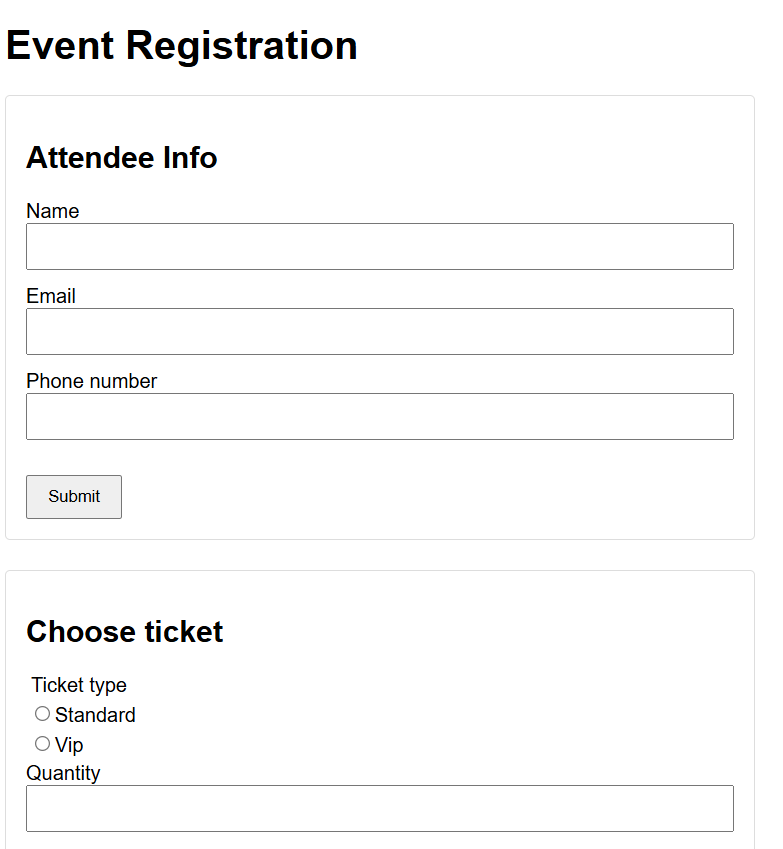 Event Registration
Attendee Info
Name
Email
Phone number
Submit
Choose ticket
Ticket type
Standard
Vip
Quantity